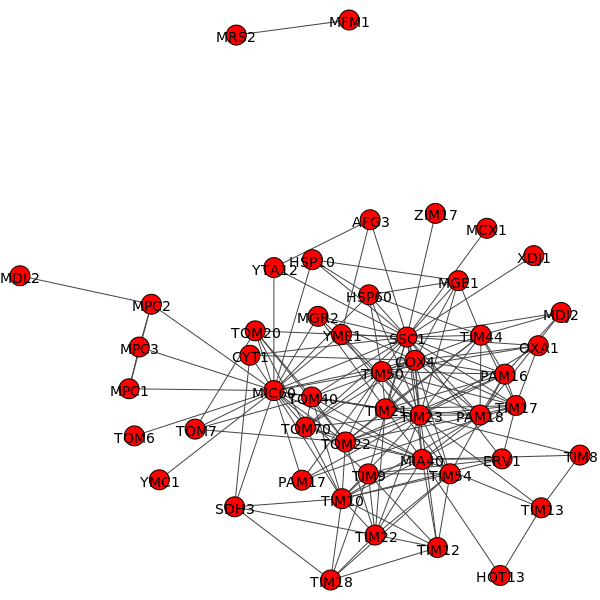 MFM1
MRS2
ZIM17
AFG3
MCX1
XDJ1
HSP10
YTA12
MDL2
MGE1
HSP60
MPC2
MDJ2
MGR2
TOM20
YME1
SSC1
TIM44
OXA1
MPC3
CYT1
COX4
TIM50
PAM16
MPC1
MIC60
TOM40
TIM21
TIM23
PAM18
TIM17
TOM6
TOM7
TOM70
TOM22
MIA40
ERV1
TIM8
YMC1
PAM17
TIM9
TIM54
SDH3
TIM10
TIM13
TIM22
TIM12
TIM18
HOT13